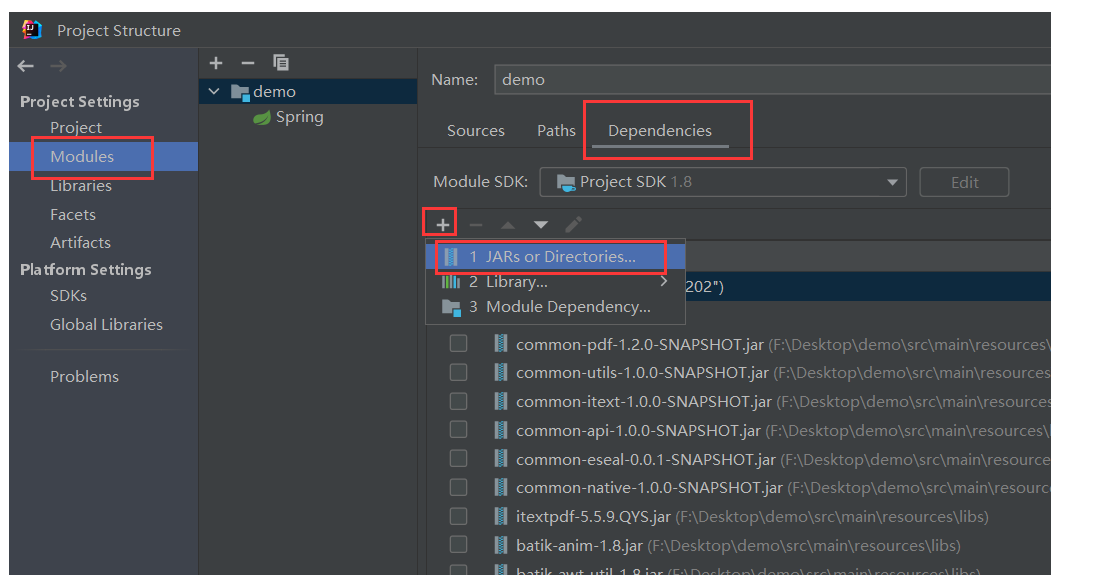 Project Structure
Project Settings
Project
Modules
Libraries
Facets
Artifacts
Platform Settings
SDKs
Global Libraries
Problems
demo
Spring
Name: demo
Sources Paths Dependencies
Module SDK: Project SDK 1.8 Edit
1 JARs or Directories...
2 Library...
3 Module Dependency...
202")
common-pdf-1.2.0-SNAPSHOT.jar (F:\Desktop\demo\src\main\resources\
common-utils-1.0.0-SNAPSHOT.jar (F:\Desktop\demo\src\main\resources
common-itext-1.0.0-SNAPSHOT.jar (F:\Desktop\demo\src\main\resources
common-api-1.0.0-SNAPSHOT.jar (F:\Desktop\demo\src\main\resources\l
common-eseal-0.0.1-SNAPSHOT.jar (F:\Desktop\demo\src\main\resource
common-native-1.0.0-SNAPSHOT.jar (F:\Desktop\demo\src\main\resourc
itextpdf-5.5.9.QYS.jar (F:\Desktop\demo\src\main\resources\libs)
batik-anim-1.8.jar (F:\Desktop\demo\src\main\resources\libs)
batik-awt-util-1.8.jar (F:\Desktop\demo\src\main\resources\libs)